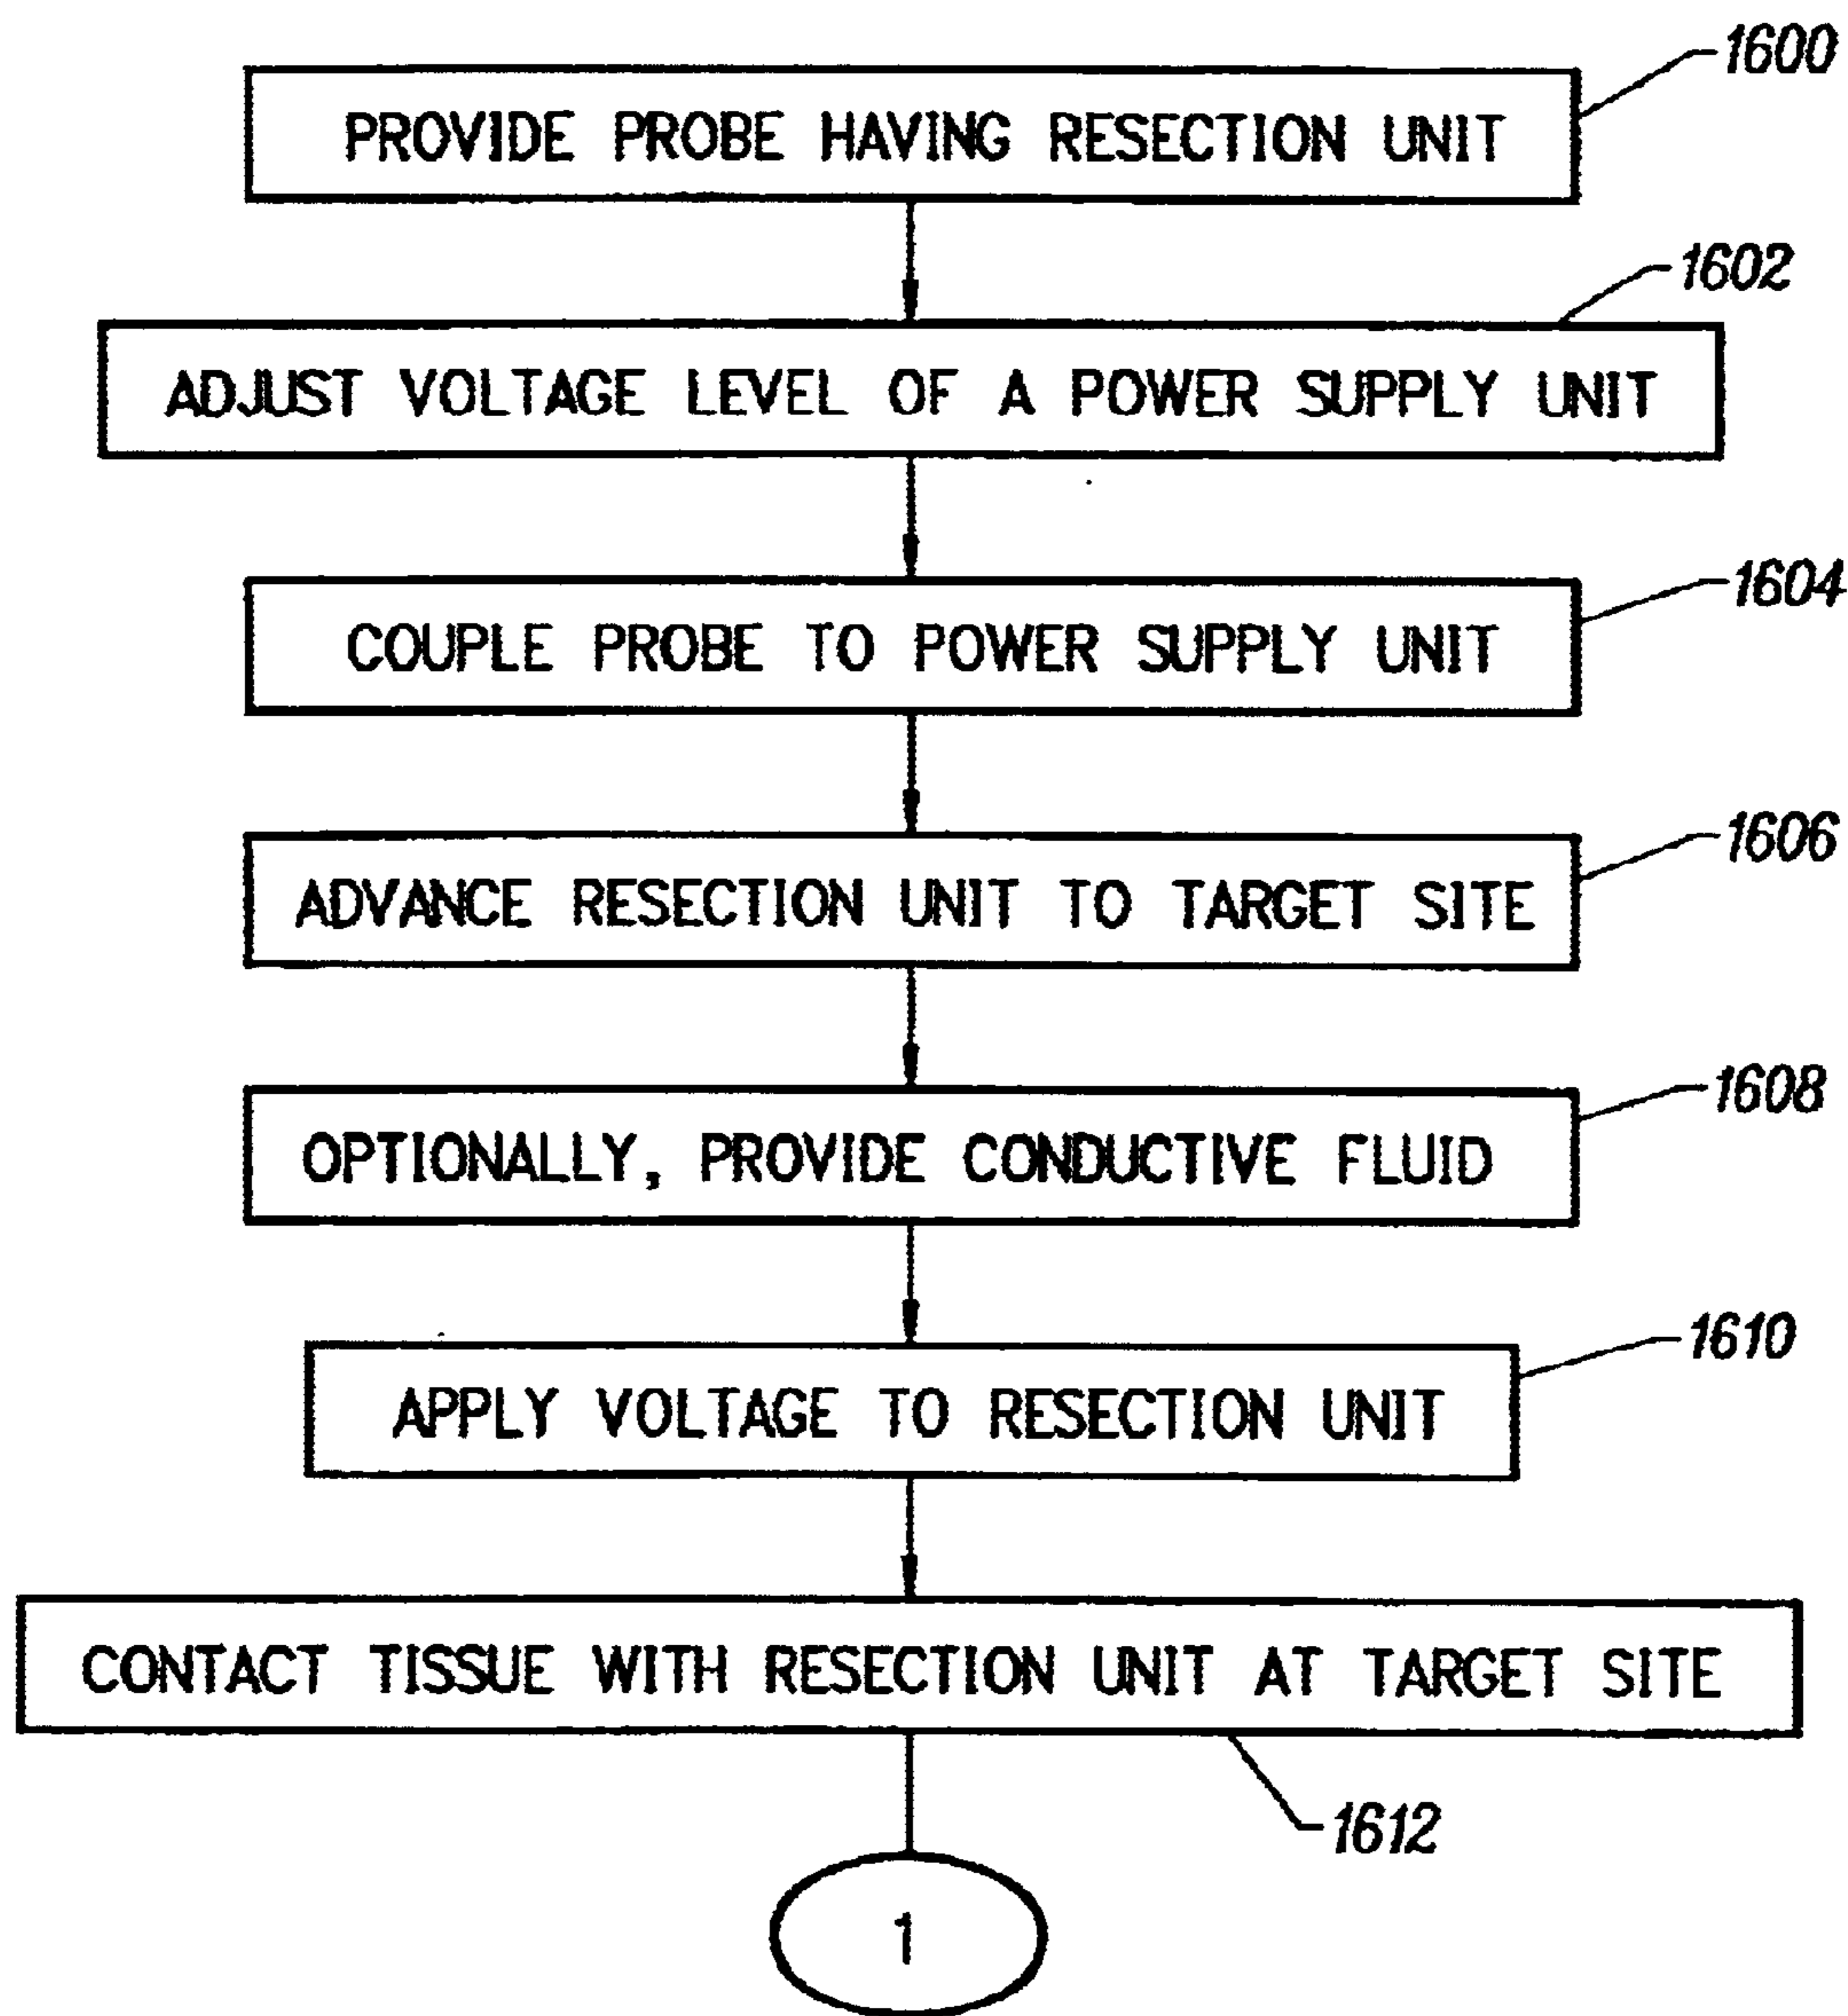 1600
PROVIDE PROBE HAVING RESECTION UNIT
1602
ADJUST VOLTAGE LEVEL OF A POWER SUPPLY UNIT
1604
COUPLE PROBE TO POWER SUPPLY UNIT
1606
ADVANCE RESECTION UNIT TO TARGET SITE
1608
OPTIONALLY, PROVIDE CONDUCTIVE FLUID
1610
APPLY VOLTAGE TO RESECTION UNIT
CONTACT TISSUE WITH RESECTION UNIT AT TARGET SITE
1612
1